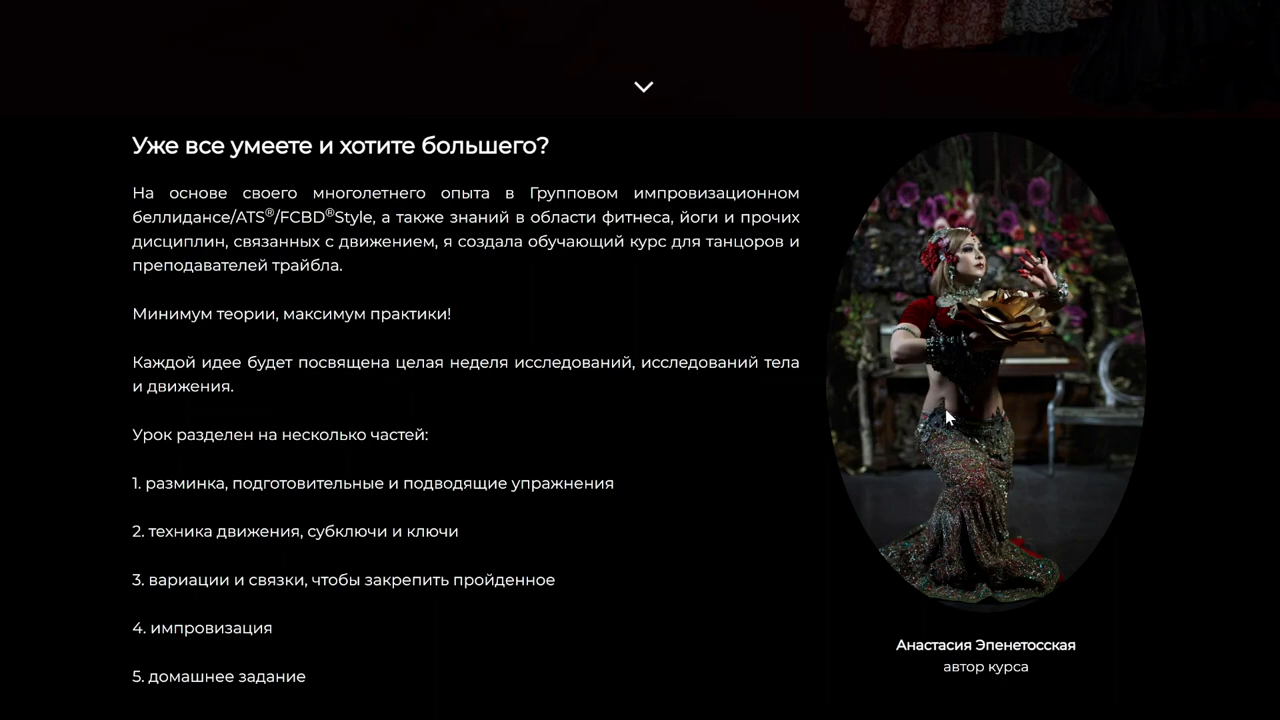 Уже все умеете и хотите большего?
На основе своего многолетнего опыта в Групповом импровизационном
беллидансе/ATS®/FCBD®Style, а также знаний в области фитнеса, йоги и прочих
дисциплин, связанных с движением, я создала обучающий курс для танцоров и
преподавателей трайбла.
Минимум теории, максимум практики!
Каждой идее будет посвящена целая неделя исследований, исследований тела
и движения.
Урок разделен на несколько частей:
1. разминка, подготовительные и подводящие упражнения
2. техника движения, субключи и ключи
3. вариации и связки, чтобы закрепить пройденное
4. импровизация
5. домашнее задание
Анастасия Эпенетосская
автор курса